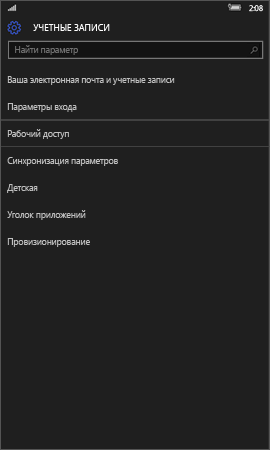 2:08
УЧЕТНЫЕ ЗАПИСИ
Найти параметр
Ваша электронная почта и учетные записи
Параметры входа
Рабочий доступ
Синхронизация параметров
Детская
Уголок приложений
Провизионирование